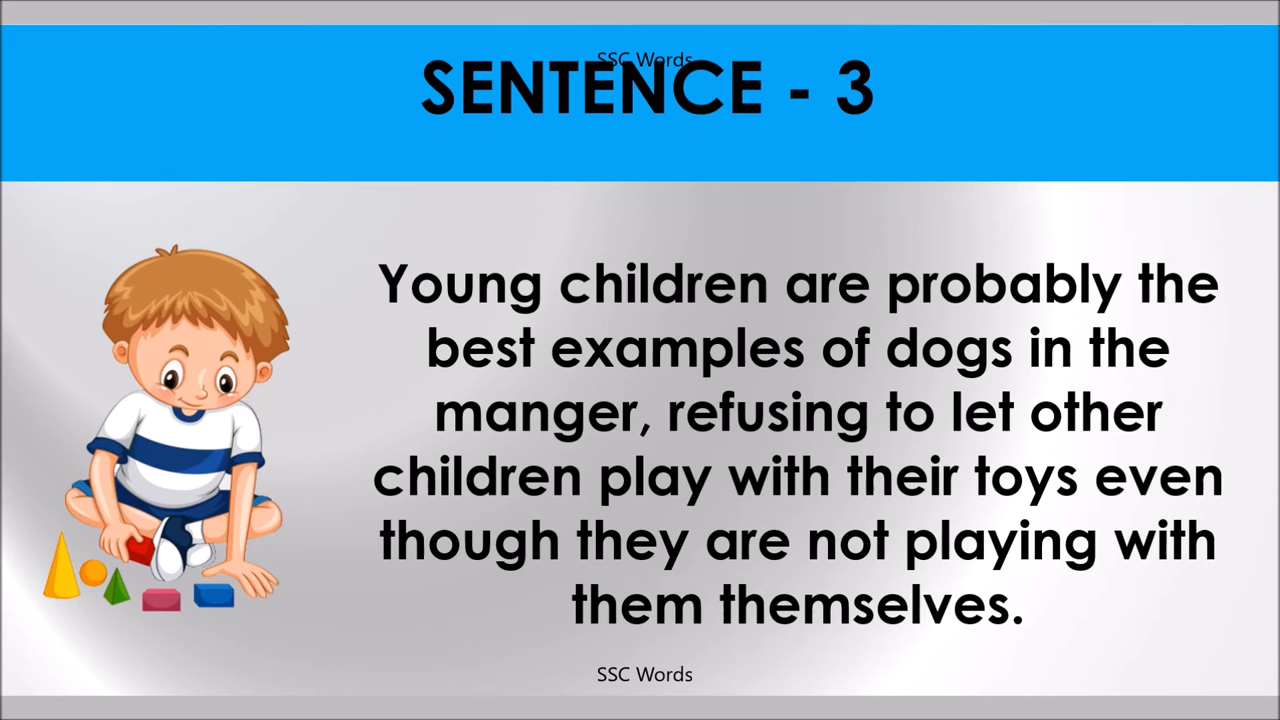 SSC Words
SENTENCE - 3
Young children are probably the
best examples of dogs in the
manger, refusing to let other
children play with their toys even
though they are not playing with
them themselves.
SSC Words